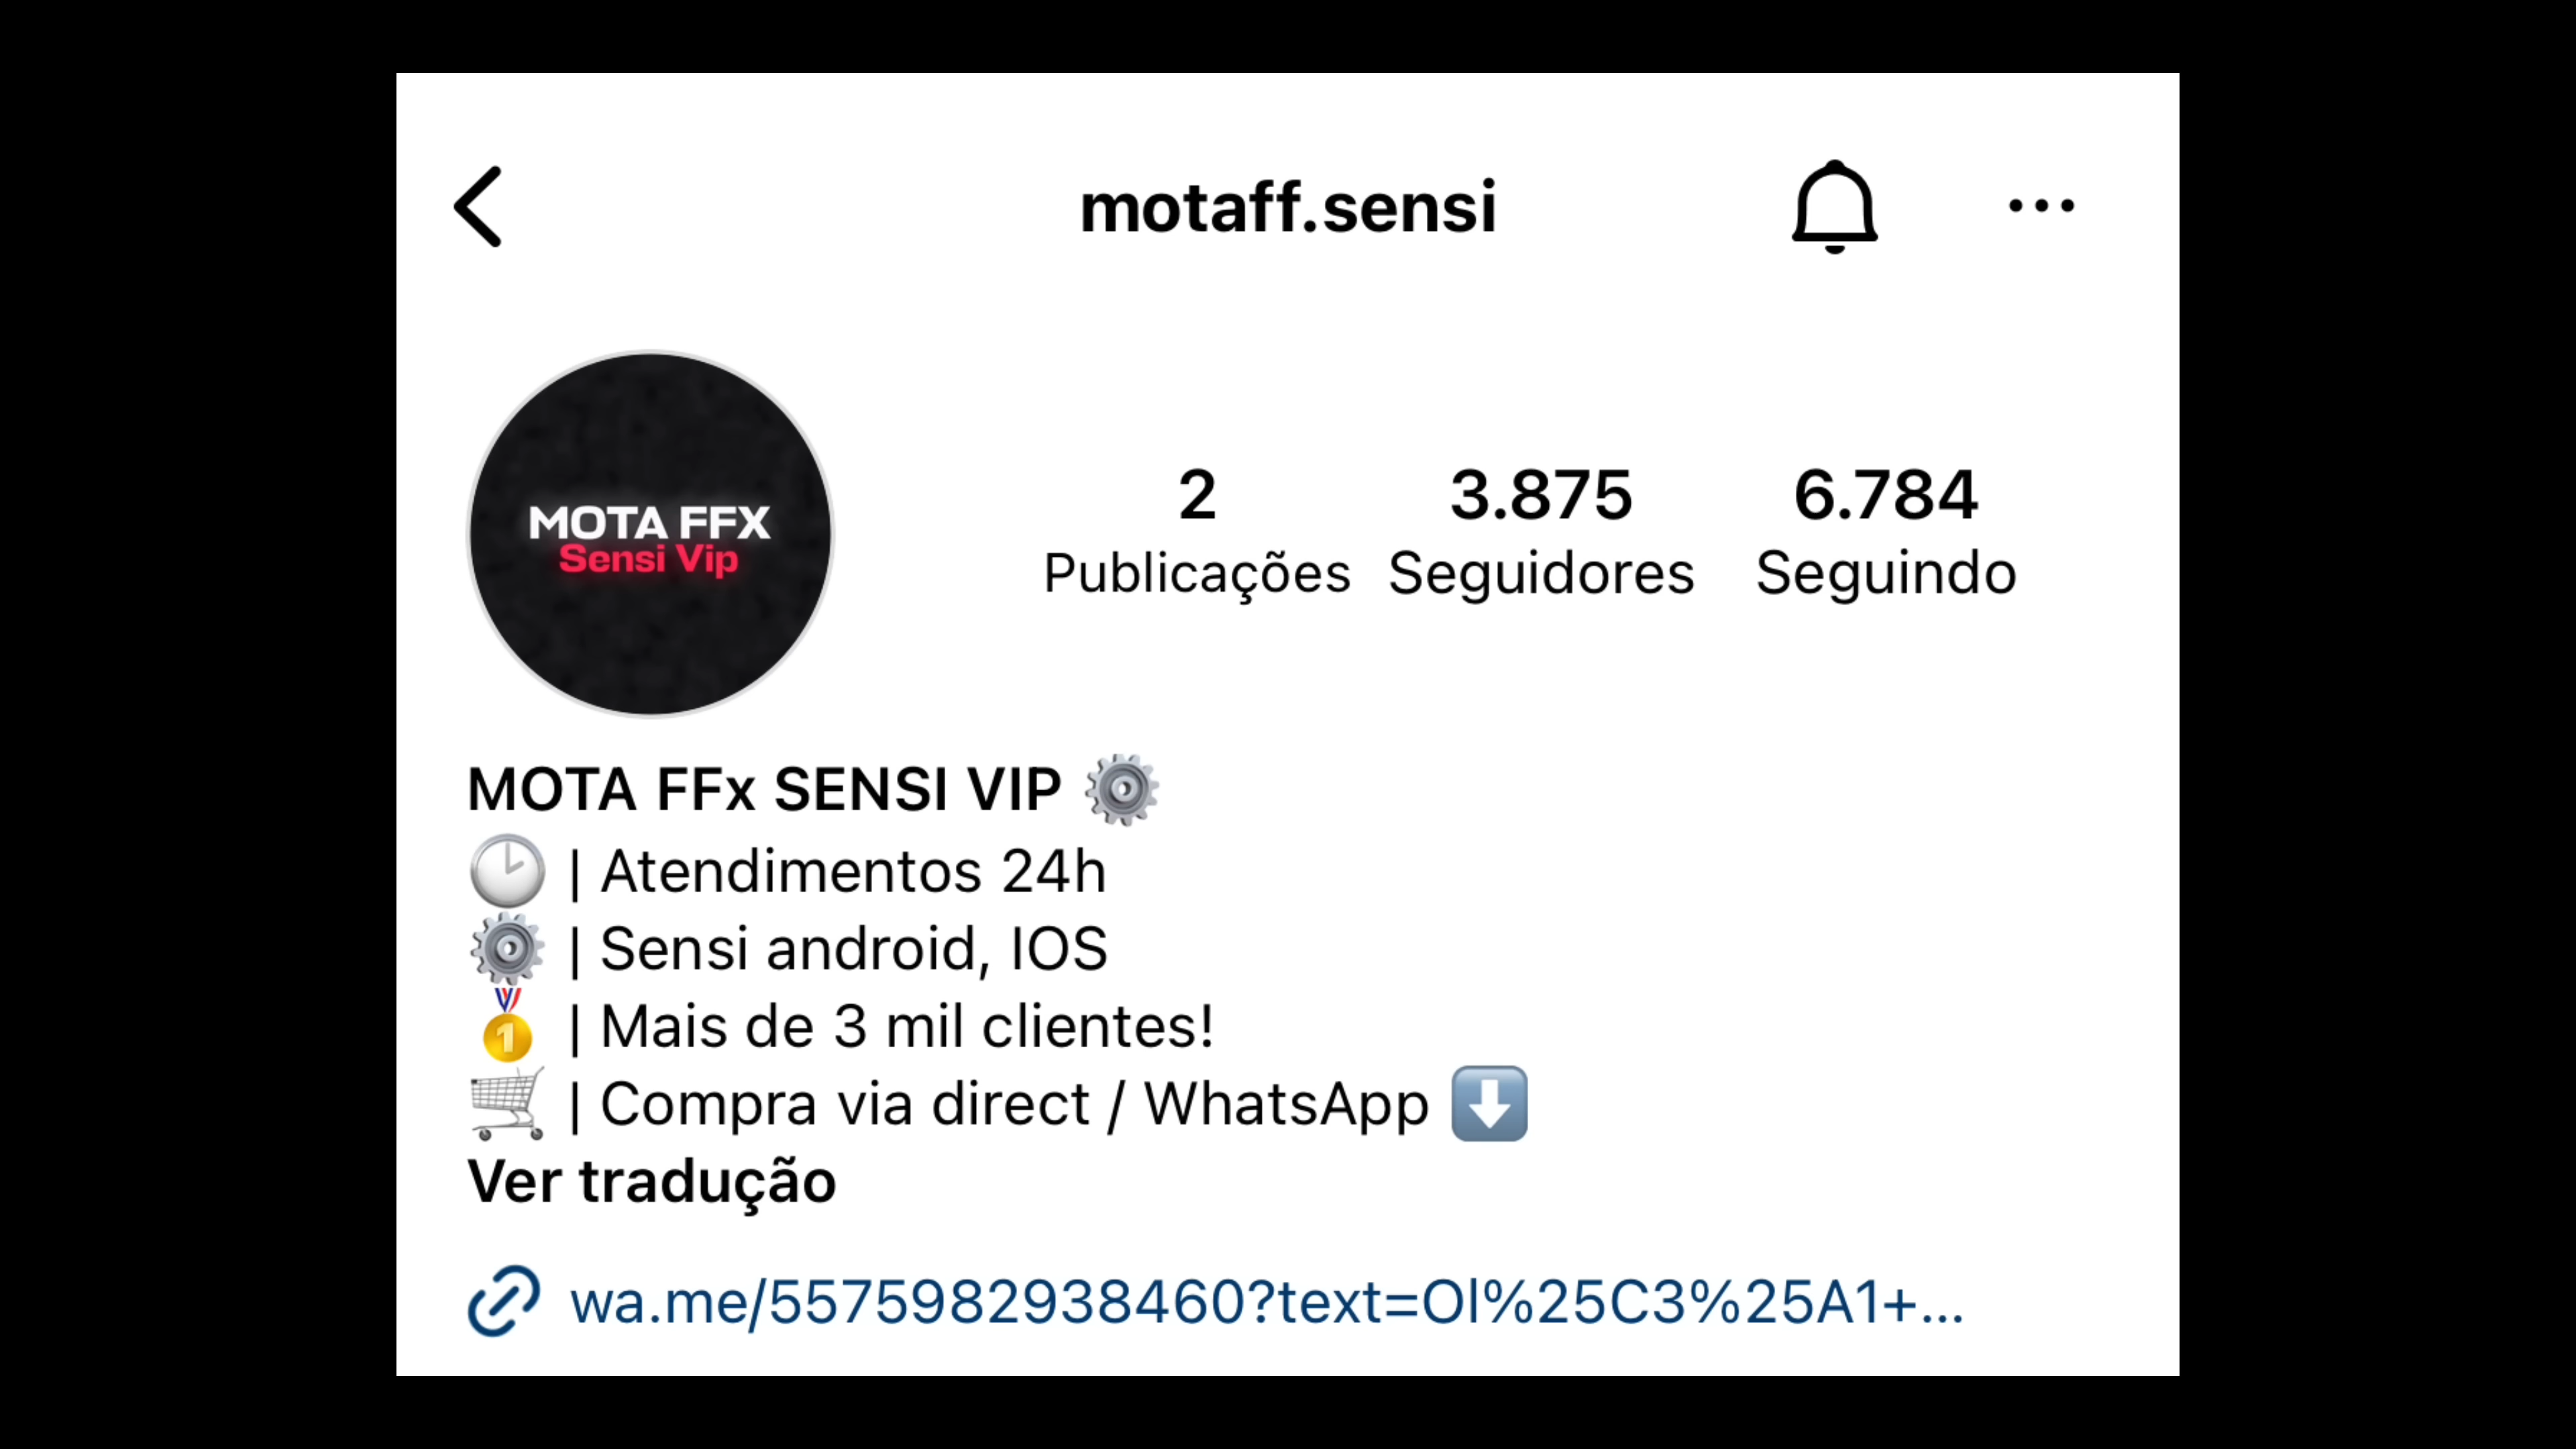 motaff.sensi
MOTA FFX
Sensi Vip
2
Publicações
3.875
Seguidores
6.784
Seguindo
MOTA FFx SENSI VIP ⚙️
🕑 | Atendimentos 24h
⚙️ | Sensi android, IOS
🥇 | Mais de 3 mil clientes!
🛒 | Compra via direct / WhatsApp ⬇️
Ver tradução
wa.me/5575982938460?text=Ol%25C3%25A1+...